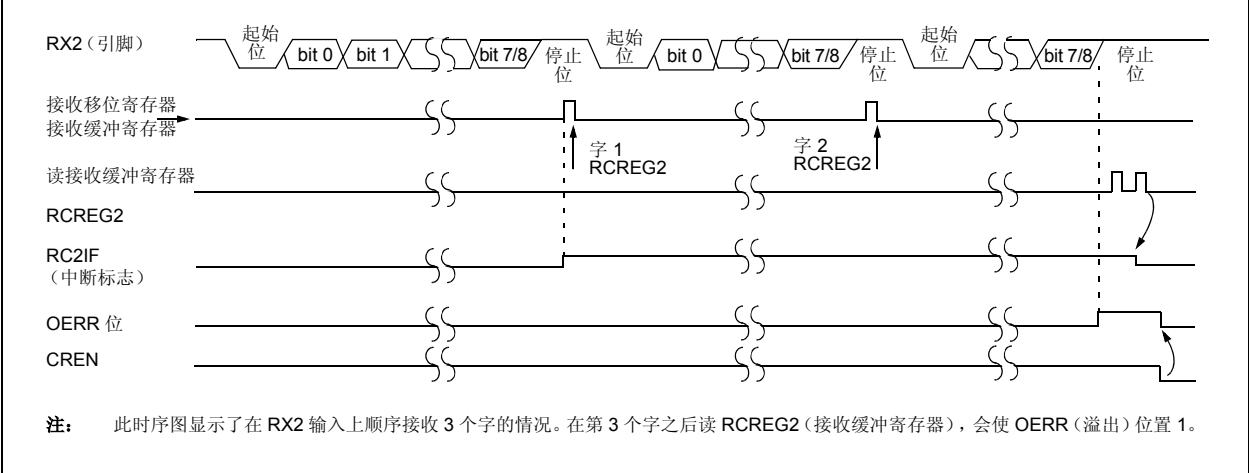 RX2（引脚）
起始位
bit 0
bit 1
bit 7/8
停止位
起始位
bit 0
bit 7/8
停止位
起始位
bit 7/8
停止位
接收移位寄存器
接收缓冲寄存器
字 1
RCREG2
字 2
RCREG2
读接收缓冲寄存器
RCREG2
RC2IF
（中断标志）
OERR 位
CREN
注： 此时序图显示了在 RX2 输入上顺序接收 3 个字的情况。在第 3 个字之后读 RCREG2（接收缓冲寄存器），会使 OERR（溢出）位置 1。